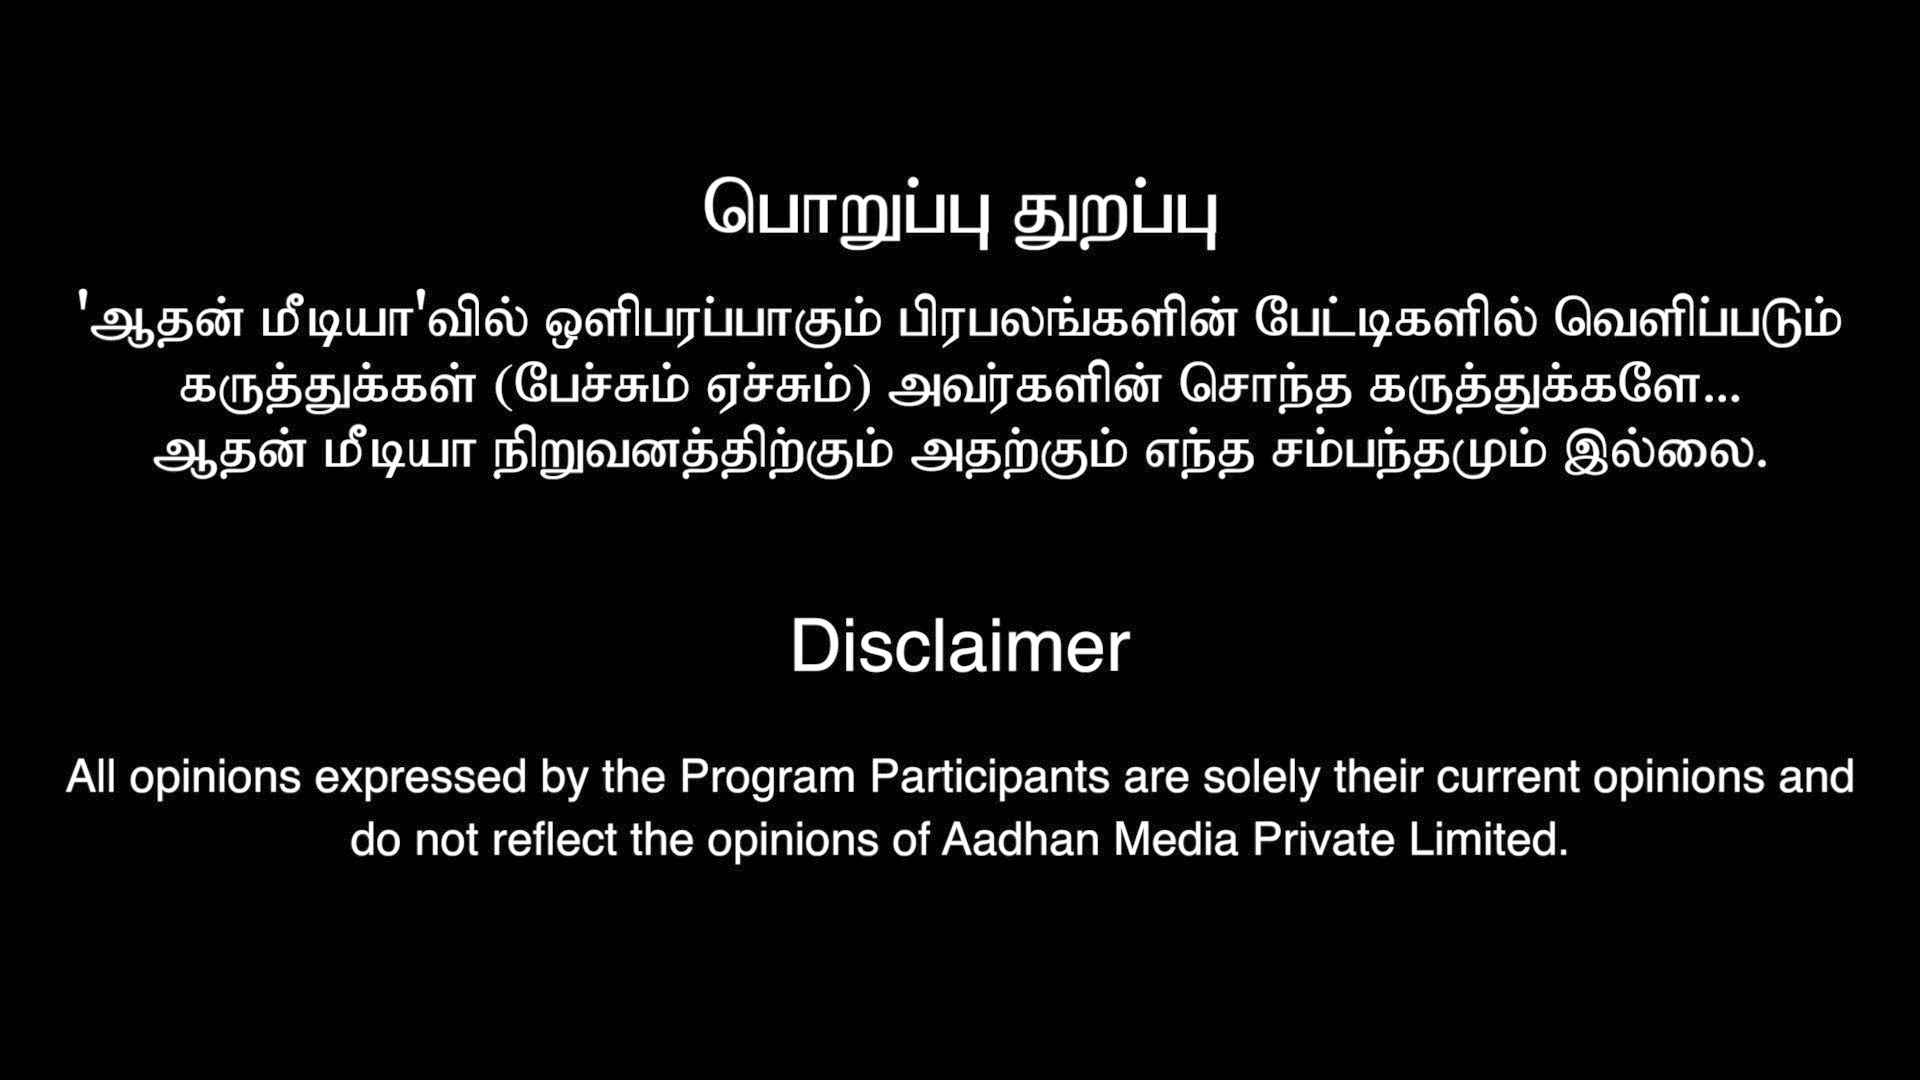 பொறுப்பு துறப்பு
'ஆதன் மீடியா'வில் ஒளிபரப்பாகும் பிரபலங்களின் பேட்டிகளில் வெளிப்படும்
கருத்துக்கள் (பேச்சும் ஏச்சும்) அவர்களின் சொந்த கருத்துக்களே...
ஆதன் மீடியா நிறுவனத்திற்கும் அதற்கும் எந்த சம்பந்தமும் இல்லை.
Disclaimer
All opinions expressed by the Program Participants are solely their current opinions and
do not reflect the opinions of Aadhan Media Private Limited.